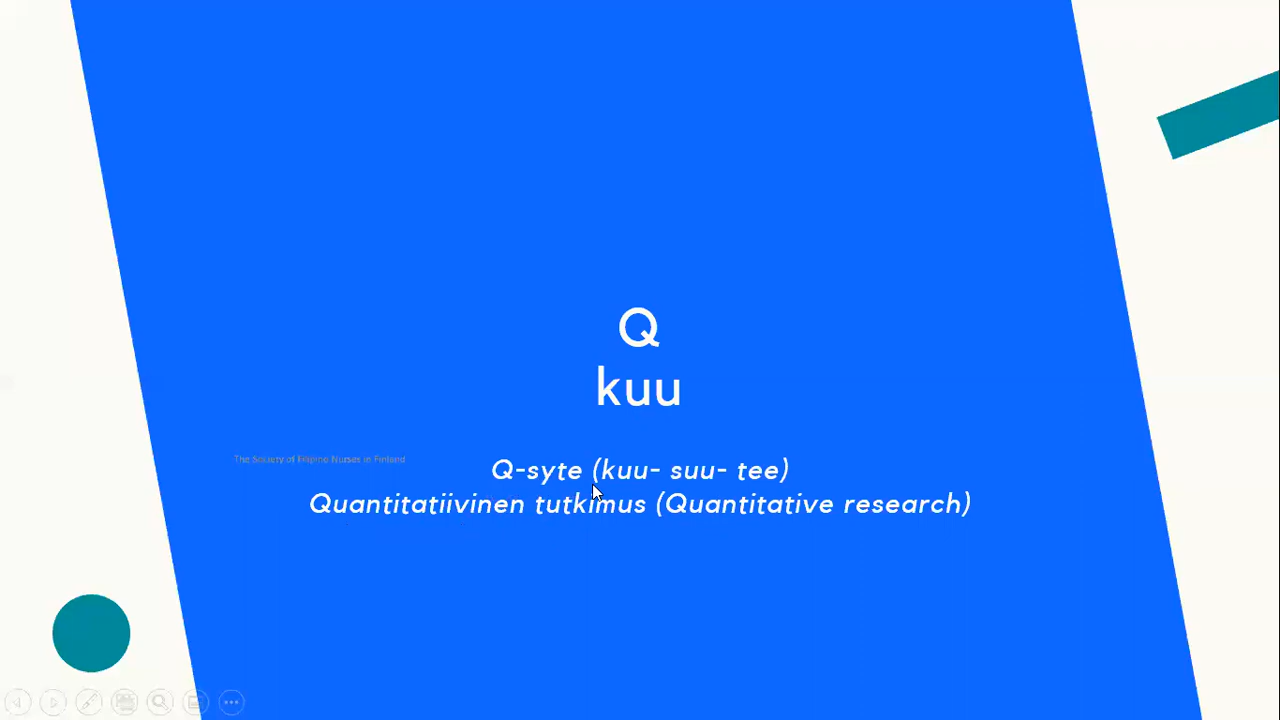 Q
kuu
The Society of Filipino Nurses in Finland
Q-syte (kuu- suu- tee)
Quantitatiivinen tutkimus (Quantitative research)